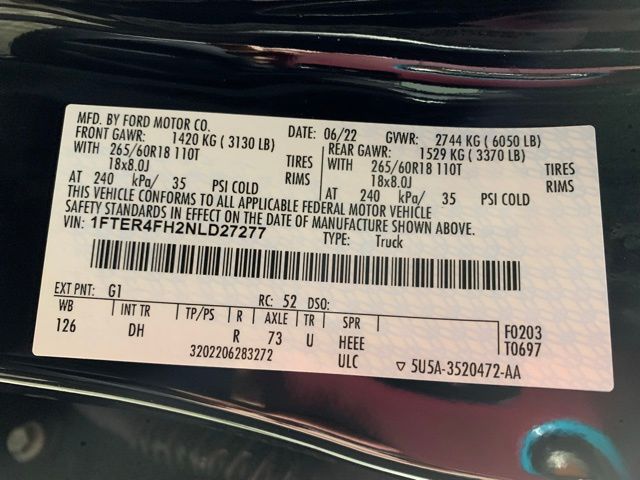 MFD. BY FORD MOTOR CO.
DATE: 06/22 GVWR: 2744 KG ( 6050 LB)
FRONT GAWR: 1420 KG ( 3130 LB) REAR GAWR: 1529 KG ( 3370 LB)
WITH 265/60R18 110T TIRES WITH 265/60R18 110T TIRES
18x8.0J RIMS 18x8.0J RIMS
AT 240 kPa/ 35 PSI COLD AT 240 kPa/ 35 PSI COLD
THIS VEHICLE CONFORMS TO ALL APPLICABLE FEDERAL MOTOR VEHICLE
SAFETY STANDARDS IN EFFECT ON THE DATE OF MANUFACTURE SHOWN ABOVE.
VIN: 1FTER4FH2NLD27277
TYPE: Truck
EXT PNT: G1 RC: 52 DSO:
WB INT TR TP/PS R AXLE TR SPR F0203
126 DH R 73 U HEEE T0697
3202206283272 ULC ▽ 5U5A-3520472-AA